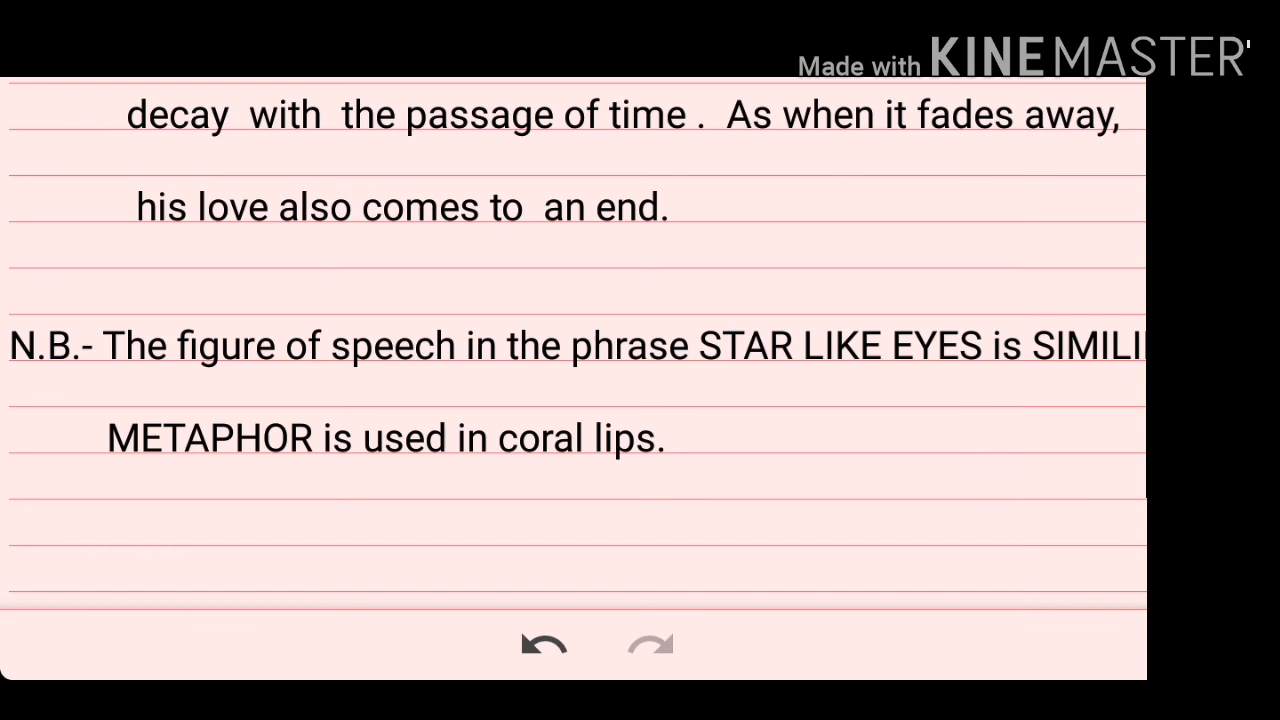 Made with KINEMASTER
decay with the passage of time . As when it fades away,
his love also comes to an end.
N.B.- The figure of speech in the phrase STAR LIKE EYES is
METAPHOR is used in coral lips.